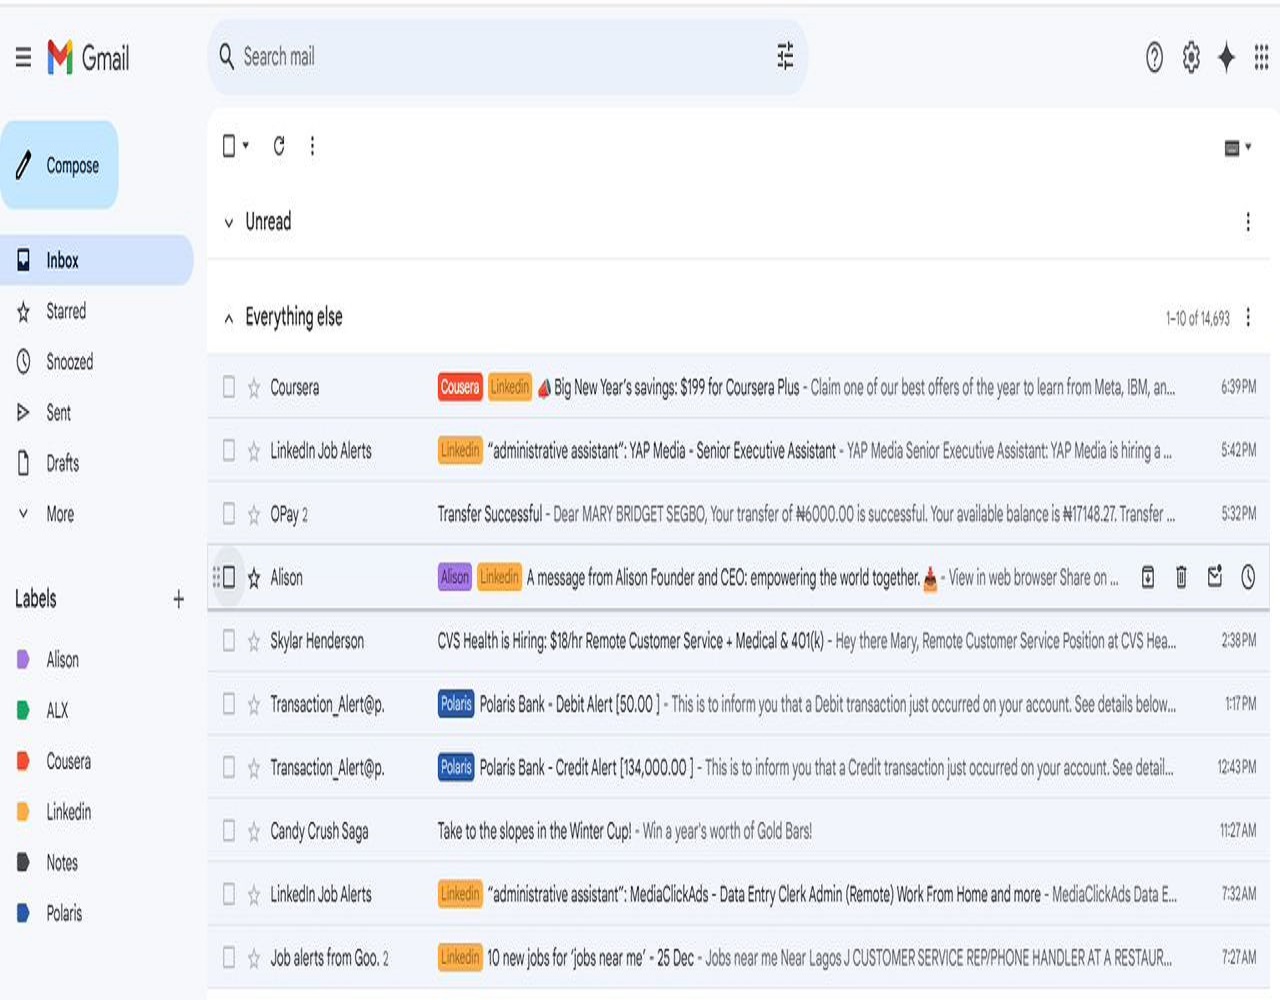 Gmail
Search mail
Compose
Unread
Inbox
Starred
Everything else
1–10 of 14,693
Snoozed
Sent
Drafts
More
Labels
Alison
ALX
Cousera
Linkedin
Notes
Polaris
Coursera Cousera Linkedin Big New Year's savings: $199 for Coursera Plus - Claim one of our best offers of the year to learn from Meta, IBM, an... 6:39 PM
LinkedIn Job Alerts Linkedin “administrative assistant”: YAP Media - Senior Executive Assistant - YAP Media Senior Executive Assistant: YAP Media is hiring a ... 5:42 PM
OPay 2 Transfer Successful - Dear MARY BRIDGET SEGBO, Your transfer of ₦6000.00 is successful. Your available balance is ₦17148.27. Transfer ... 5:32 PM
Alison Alison Linkedin A message from Alison Founder and CEO: empowering the world together. - View in web browser Share on ...
Skylar Henderson CVS Health is Hiring: $18/hr Remote Customer Service + Medical & 401(k) - Hey there Mary, Remote Customer Service Position at CVS Hea... 2:38 PM
Transaction_Alert@p. Polaris Polaris Bank - Debit Alert [50.00 ] - This is to inform you that a Debit transaction just occurred on your account. See details below... 1:17 PM
Transaction_Alert@p. Polaris Polaris Bank - Credit Alert [134,000.00 ] - This is to inform you that a Credit transaction just occurred on your account. See detail... 12:43 PM
Candy Crush Saga Take to the slopes in the Winter Cup! - Win a year's worth of Gold Bars! 11:27 AM
LinkedIn Job Alerts Linkedin “administrative assistant”: MediaClickAds - Data Entry Clerk Admin (Remote) Work From Home and more - MediaClickAds Data E... 7:32 AM
Job alerts from Goo. 2 Linkedin 10 new jobs for ‘jobs near me’ - 25 Dec - Jobs near me Near Lagos J CUSTOMER SERVICE REP/PHONE HANDLER AT A RESTAUR... 7:27 AM